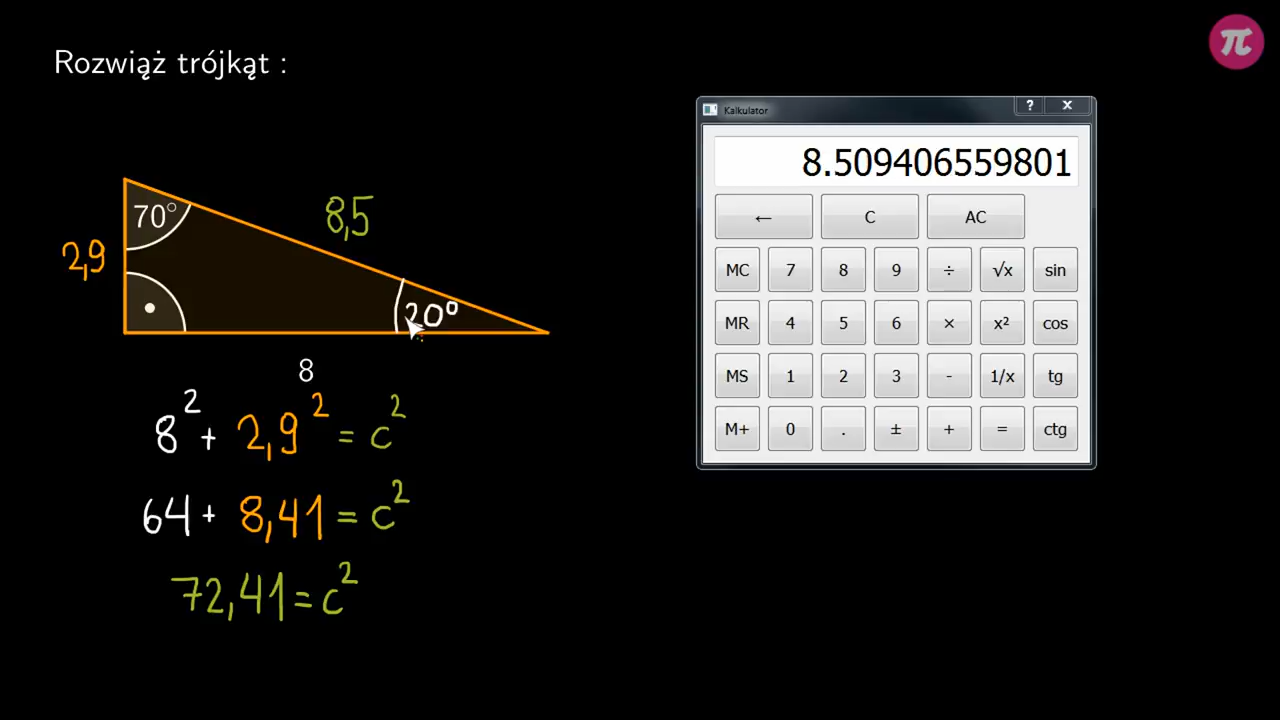 Rozwiąż trójkąt :
π
70°
8,5
2,9
20°
8
8² + 2,9² = c²
64 + 8,41 = c²
72,41 = c²
Kalkulator
? X
8.509406559801
← C AC
MC 7 8 9 ÷ √x sin
MR 4 5 6 × x² cos
MS 1 2 3 - 1/x tg
M+ 0 . ± + = ctg